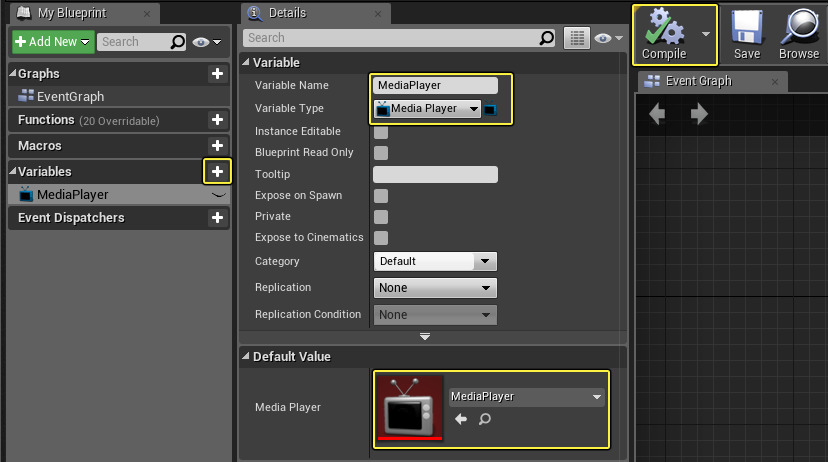 My Blueprint
Add New
Search
Graphs
EventGraph
Functions (20 Overridable)
Macros
Variables
MediaPlayer
Event Dispatchers
Details
Search
Variable
Variable Name MediaPlayer
Variable Type Media Player
Instance Editable
Blueprint Read Only
Tooltip
Expose on Spawn
Private
Expose to Cinematics
Category Default
Replication None
Replication Condition None
Default Value
Media Player MediaPlayer
Compile Save Browse
Event Graph